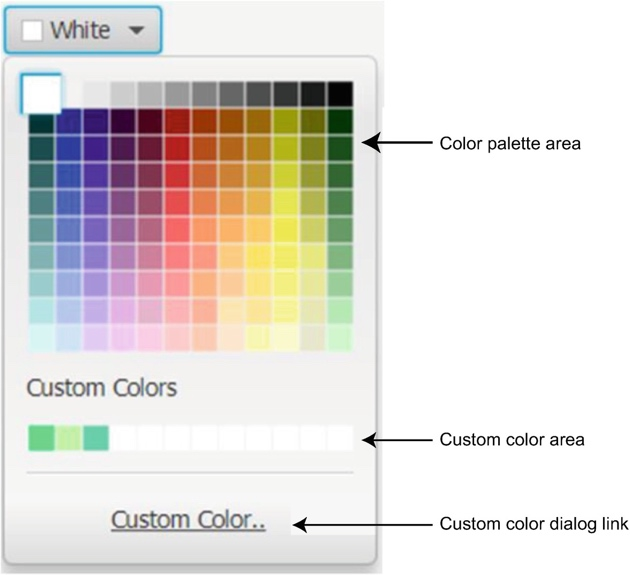 White
Color palette area
Custom Colors
Custom color area
Custom Color..
Custom color dialog link